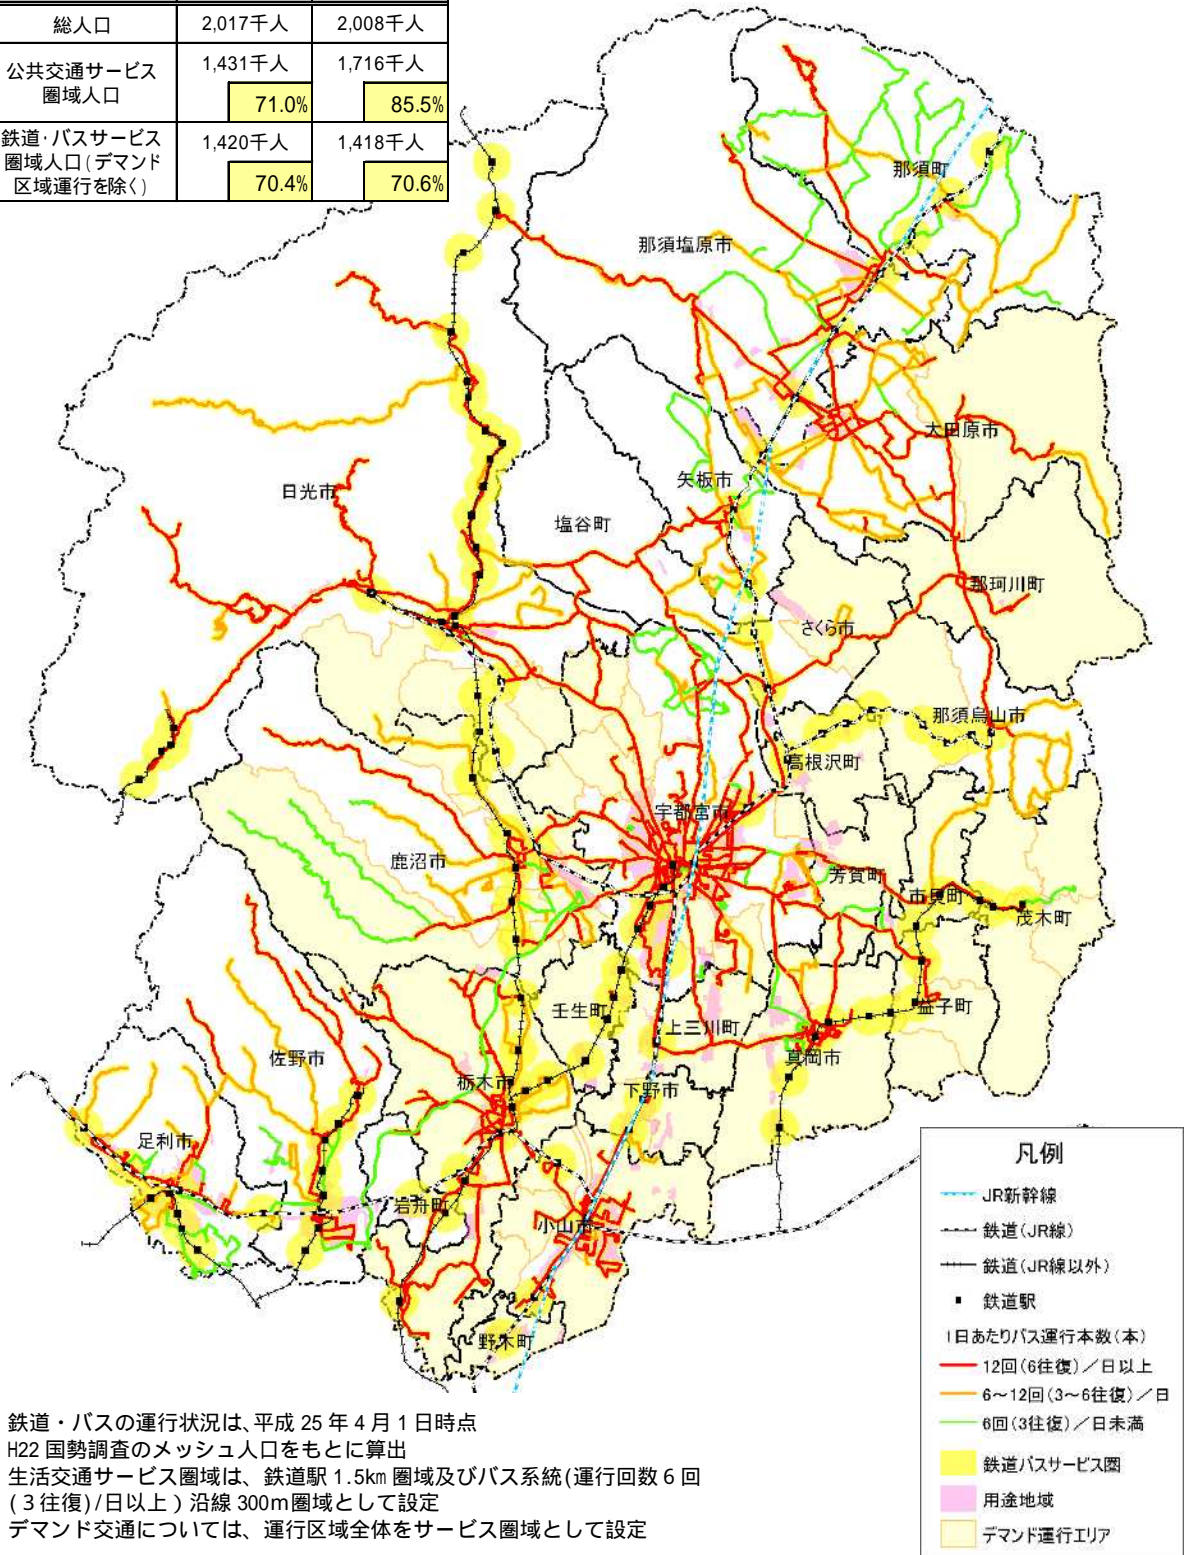 総人口 2,017千人 2,008千人
公共交通サービス
圏域人口
1,431千人 1,716千人
71.0% 85.5%
鉄道・バスサービス
圏域人口(デマンド
区域運行を除く)
1,420千人 1,418千人
70.4% 70.6%
那須町
那須塩原市
大田原市
矢板市
日光市
塩谷町
那珂川町
さくら市
那須烏山市
高根沢町
宇都宮市
鹿沼市
芳賀町
市貝町
茂木町
壬生町
上三川町
益子町
真岡市
佐野市
栃木市
下野市
足利市
岩舟町
小山市
野木町
凡例
JR新幹線
鉄道(JR線)
鉄道(JR線以外)
鉄道駅
1日あたりバス運行本数(本)
12回(6往復)/日以上
6~12回(3~6往復)/日
6回(3往復)/日未満
鉄道バスサービス圏
用途地域
デマンド運行エリア
鉄道・バスの運行状況は、平成 25 年 4 月 1 日時点
H22 国勢調査のメッシュ人口をもとに算出
生活交通サービス圏域は、鉄道駅 1.5km 圏域及びバス系統(運行回数 6 回
(3 往復)/日以上)沿線 300m 圏域として設定
デマンド交通については、運行区域全体をサービス圏域として設定